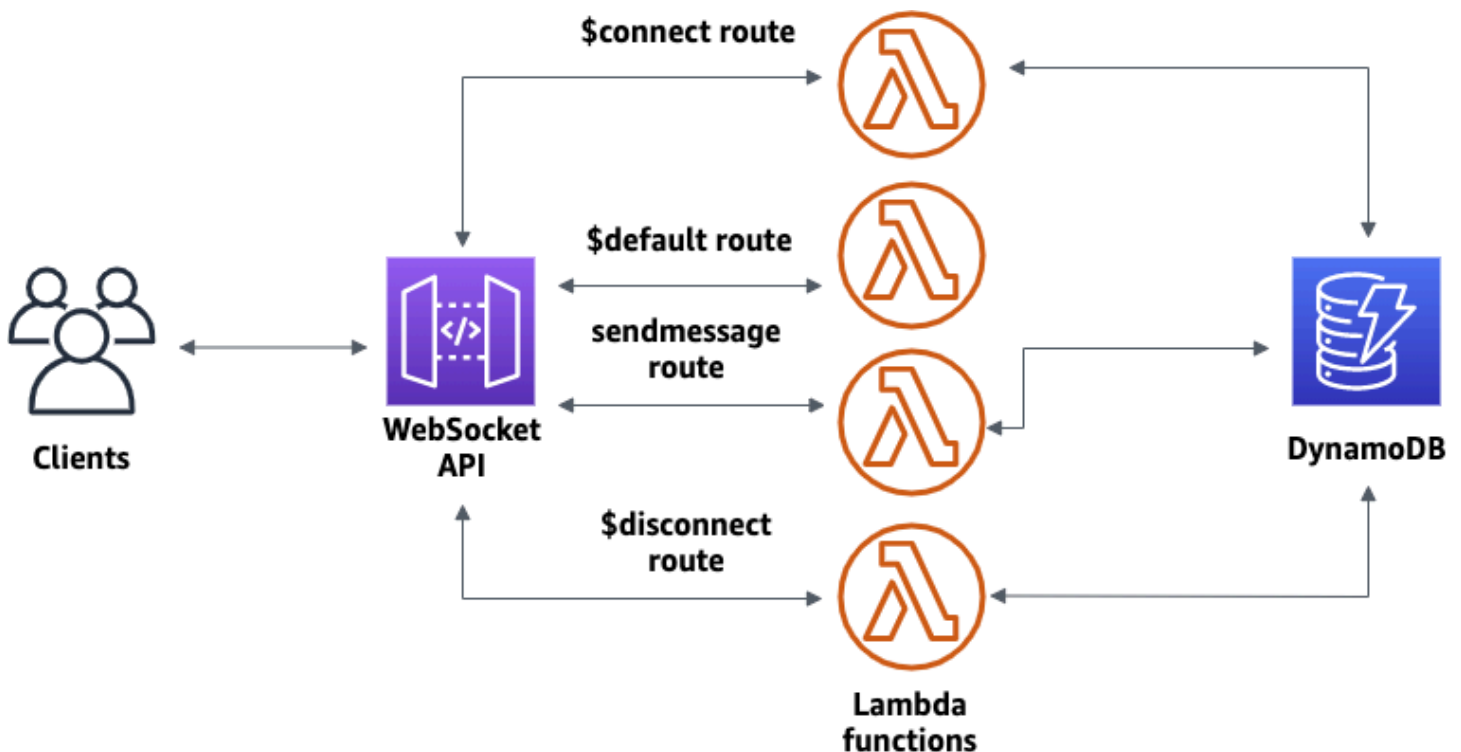 $connect route
$default route
sendmessage
route
</>
WebSocket
API
Clients
DynamoDB
$disconnect
route
Lambda
functions